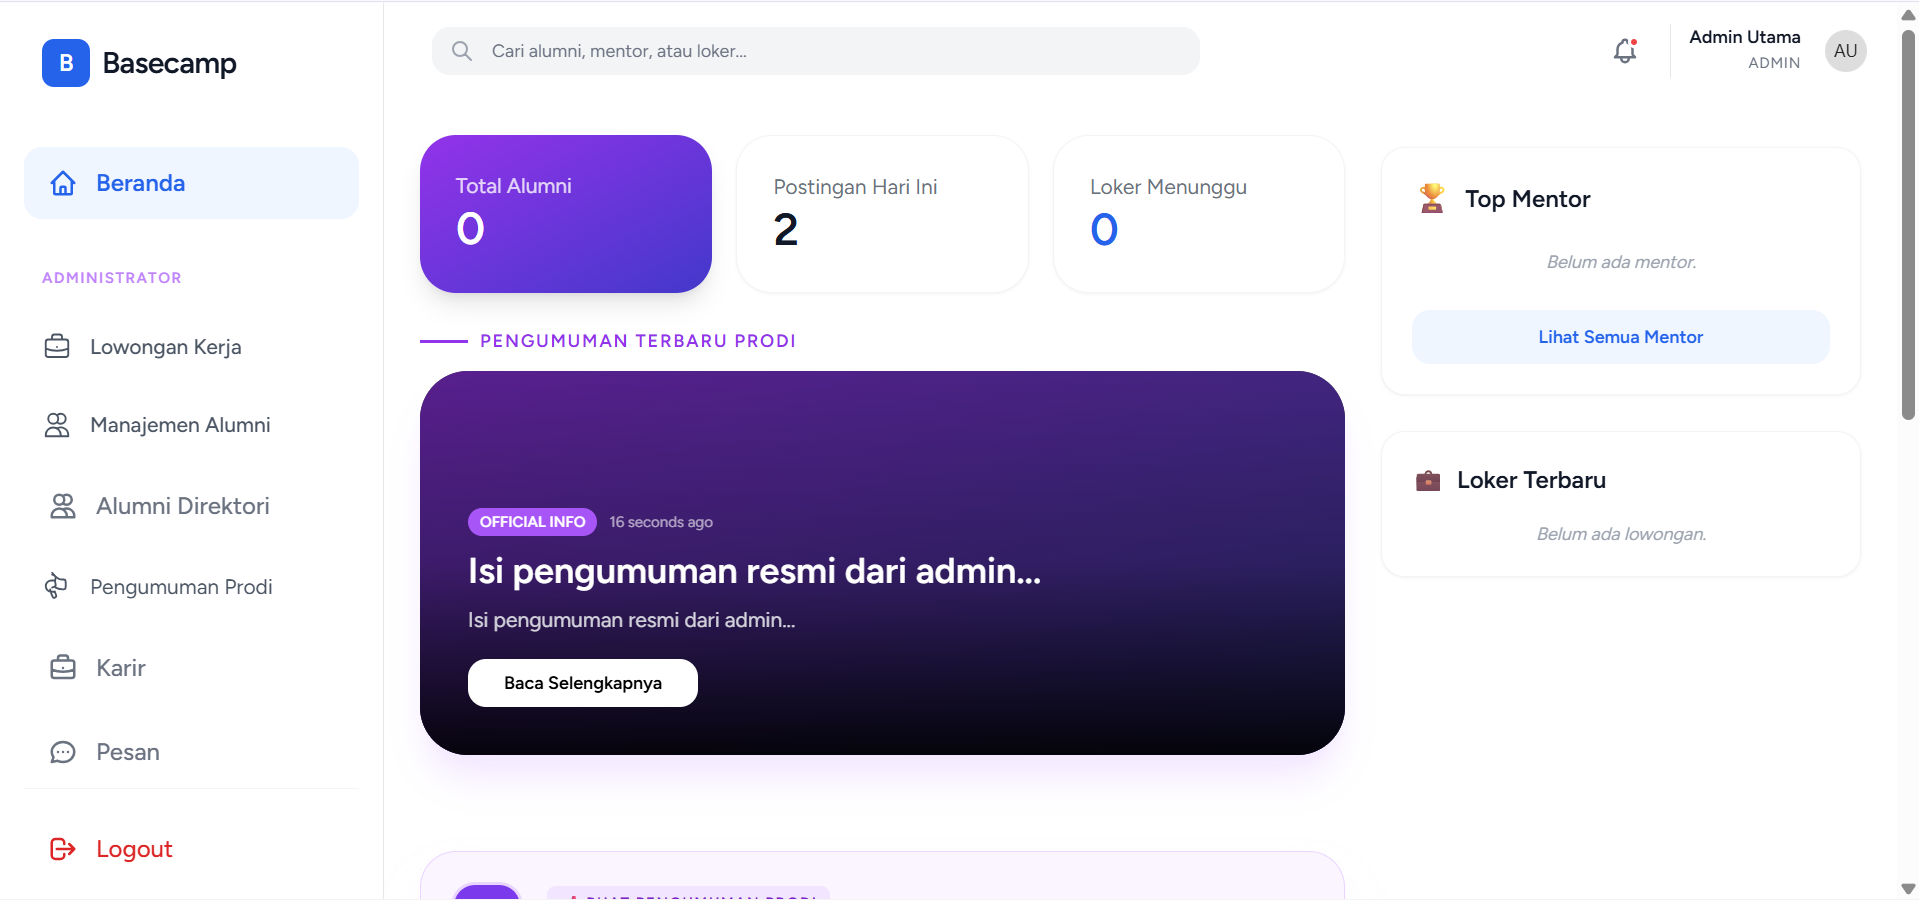 B
Basecamp
Beranda
ADMINISTRATOR
Lowongan Kerja
Manajemen Alumni
Alumni Direktori
Pengumuman Prodi
Karir
Pesan
Logout
Cari alumni, mentor, atau loker...
Admin Utama
ADMIN
AU
Total Alumni
0
Postingan Hari Ini
2
Loker Menunggu
0
PENGUMUMAN TERBARU PRODI
OFFICIAL INFO
16 seconds ago
Isi pengumuman resmi dari admin...
Isi pengumuman resmi dari admin...
Baca Selengkapnya
Top Mentor
Belum ada mentor.
Lihat Semua Mentor
Loker Terbaru
Belum ada lowongan.